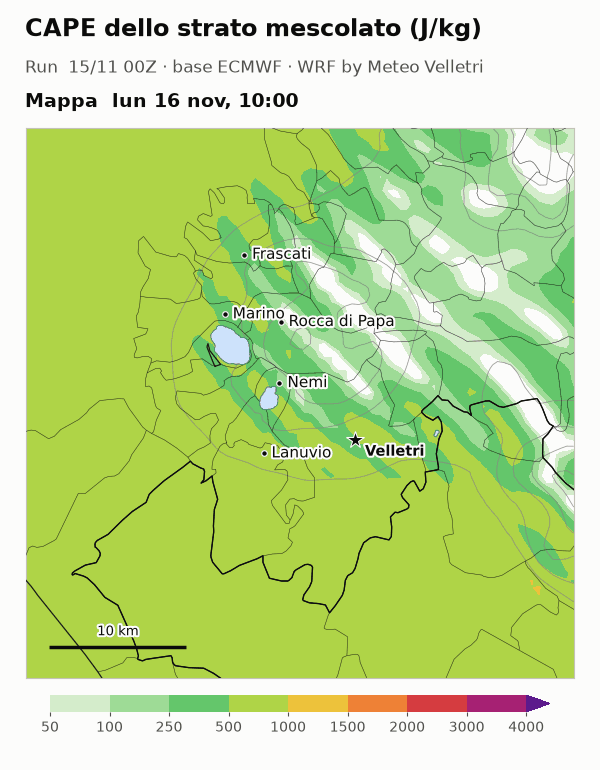 CAPE dello strato mescolato (J/kg)
Run  15/11 00Z · base ECMWF · WRF by Meteo Velletri
Mappa  lun 16 nov, 10:00
Frascati
Marino
Rocca di Papa
Nemi
Velletri
Lanuvio
10 km
50 100 250 500 1000 1500 2000 3000 4000